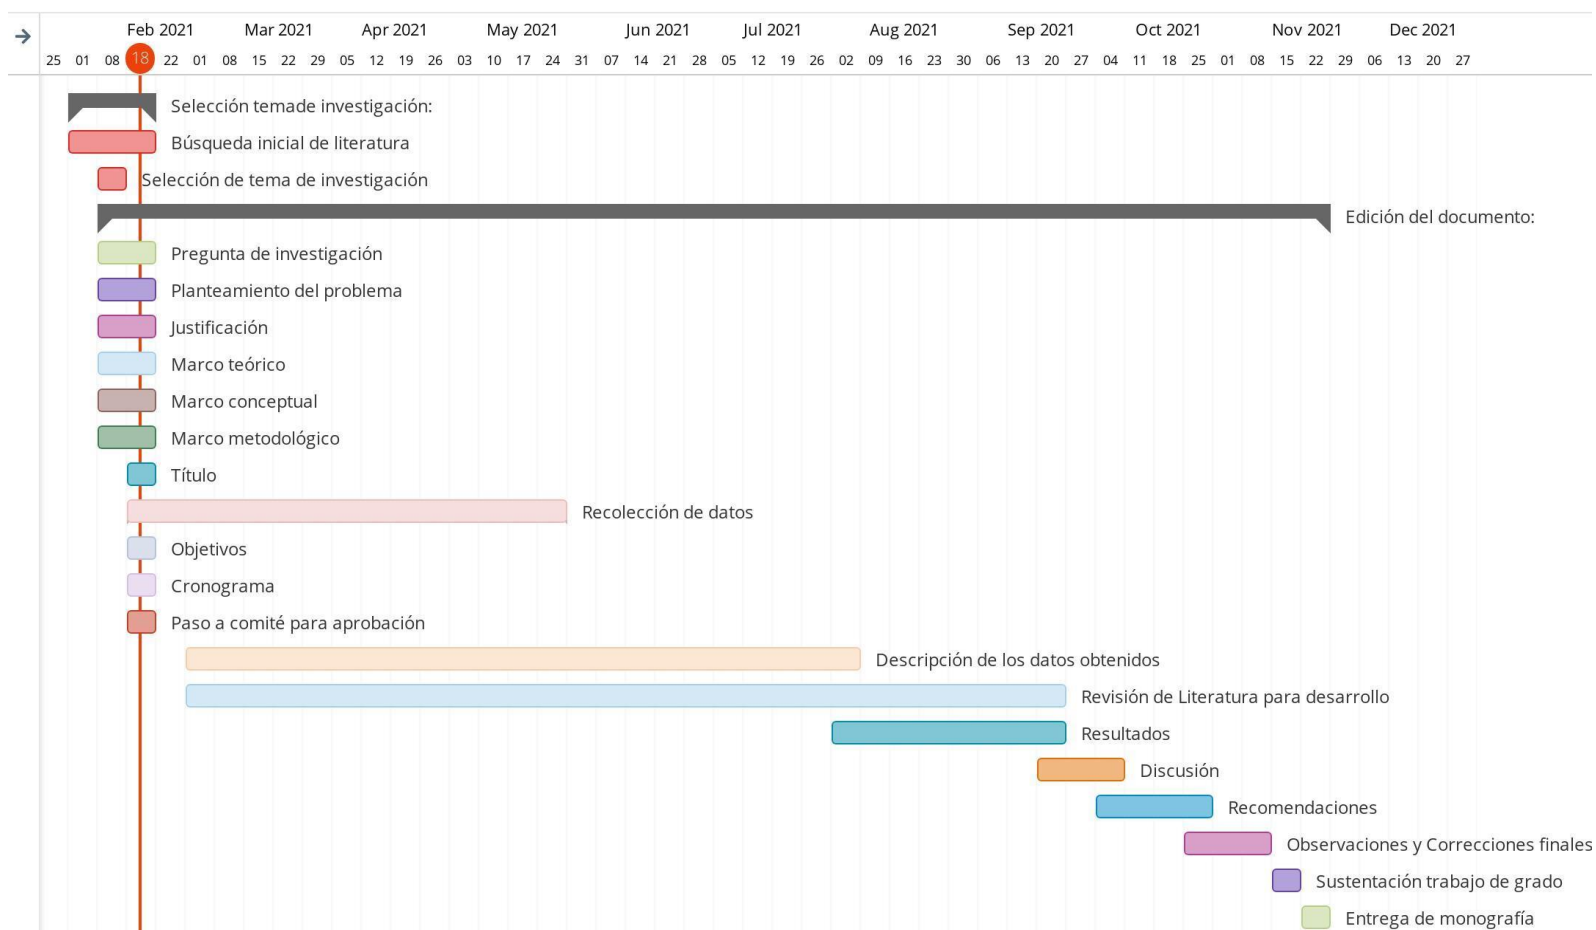 Feb 2021 Mar 2021 Apr 2021 May 2021 Jun 2021 Jul 2021 Aug 2021 Sep 2021 Oct 2021 Nov 2021 Dec 2021
25 01 08 18 22 01 08 15 22 29 05 12 19 26 03 10 17 24 31 07 14 21 28 05 12 19 26 02 09 16 23 30 06 13 20 27 04 11 18 25 01 08 15 22 29 06 13 20 27
Selección temade investigación:
Búsqueda inicial de literatura
Selección de tema de investigación
Edición del documento:
Pregunta de investigación
Planteamiento del problema
Justificación
Marco teórico
Marco conceptual
Marco metodológico
Título
Recolección de datos
Objetivos
Cronograma
Paso a comité para aprobación
Descripción de los datos obtenidos
Revisión de Literatura para desarrollo
Resultados
Discusión
Recomendaciones
Observaciones y Correcciones finales
Sustentación trabajo de grado
Entrega de monografía